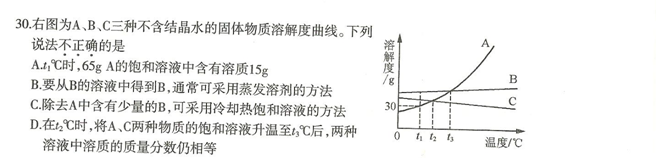 30.右图为A、B、C三种不含结晶水的固体物质溶解度曲线。下列
说法不正确的是
A.t₁℃时,65g A的饱和溶液中含有溶质15g
B.要从B的溶液中得到B,通常可采用蒸发溶剂的方法
C.除去A中含有少量的B,可采用冷却热饱和溶液的方法
D.在t₂℃时,将A、C两种物质的饱和溶液升温至t₃℃后,两种
溶液中溶质的质量分数仍相等
溶解度/g
A
B
C
30
0 t₁ t₂ t₃ 温度/℃